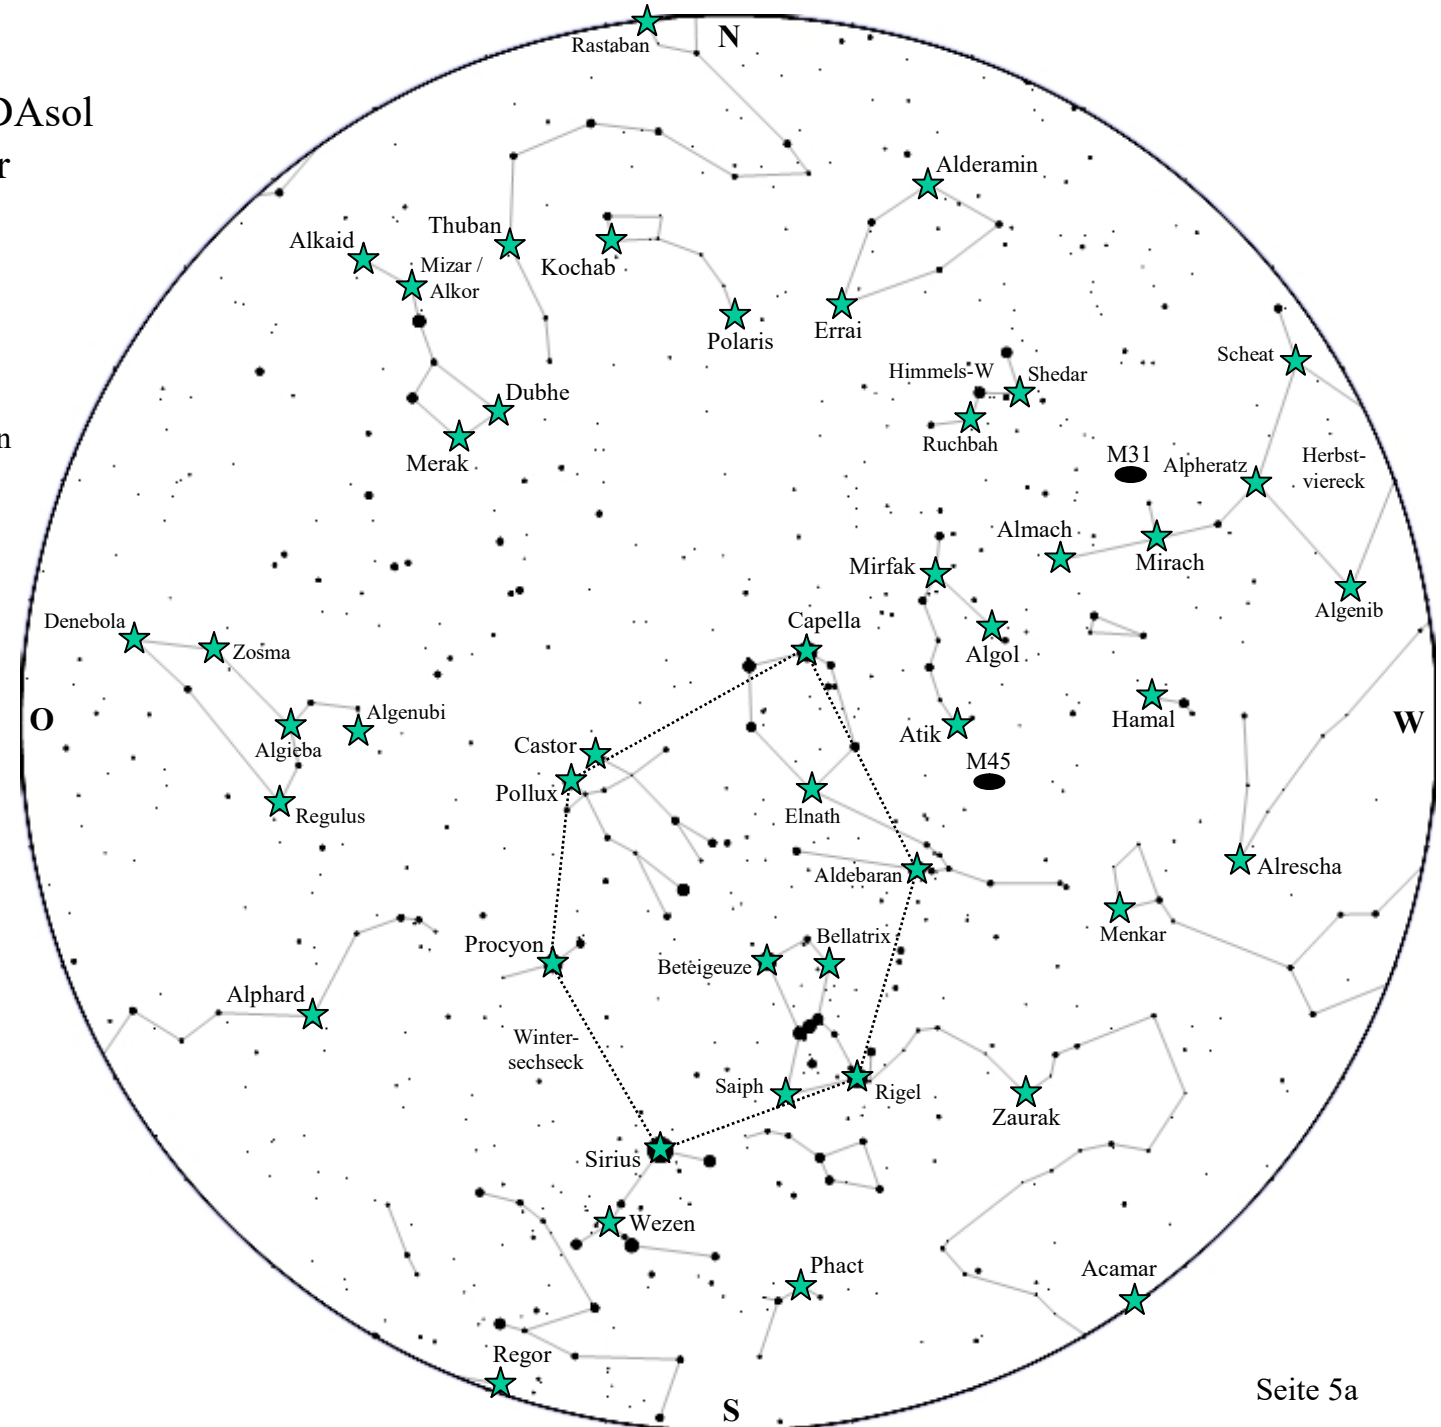 N
Rastaban
DAsol
r
Alderamin
Thuban
Alkaid
Mizar /
Alkor
Kochab
Errai
Polaris
Scheat
Himmels-W
Shedar
Dubhe
n
Ruchbah
Merak
M31
Alpheratz
Herbst-
viereck
Almach
Mirach
Mirfak
Algenib
Denebola
Capella
Zosma
Algol
Algenubi
O
Hamal
W
Atik
Castor
Algieba
M45
Pollux
Elnath
Regulus
Alrescha
Aldebaran
Menkar
Bellatrix
Procyon
Beteigeuze
Alphard
Winter-
sechseck
Saiph
Rigel
Zaurak
Sirius
Wezen
Phact
Acamar
Regor
Seite 5a
S